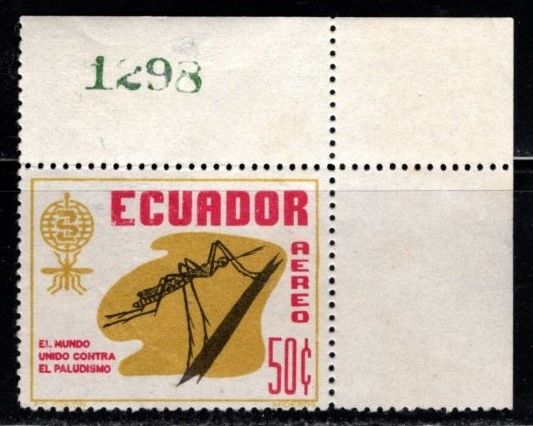 1298
ECUADOR
AEREO
EL MUNDO
UNIDO CONTRA
EL PALUDISMO
50¢